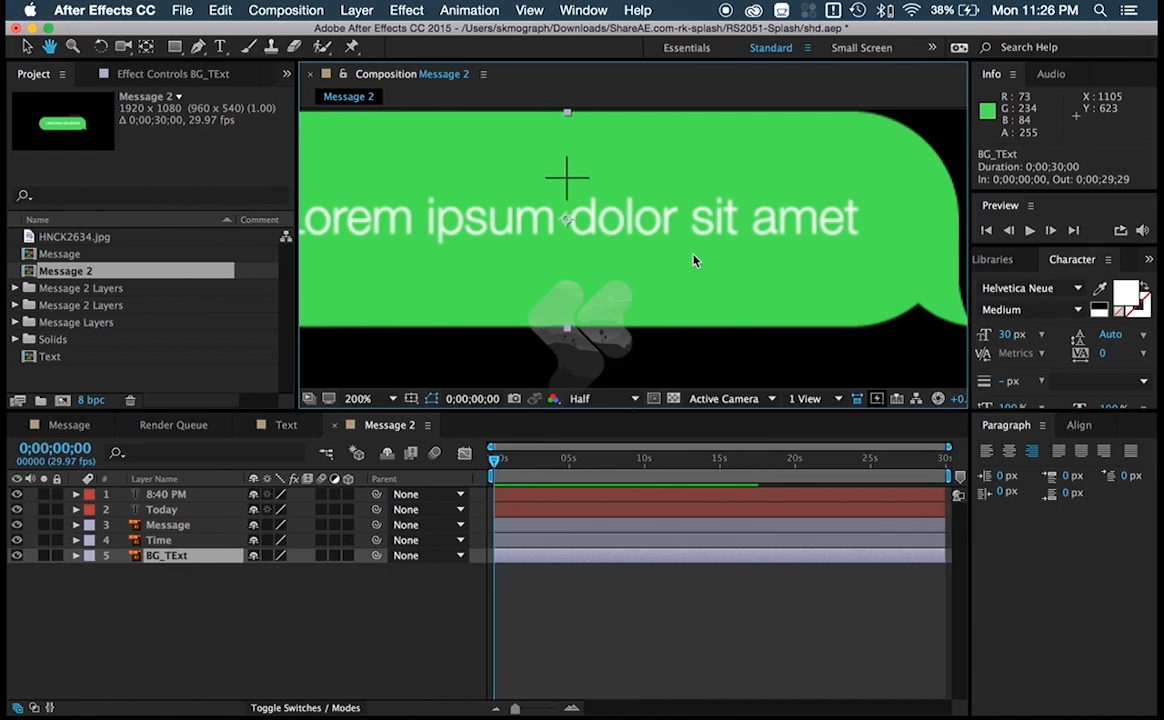 After Effects CC File Edit Composition Layer Effect Animation View Window Help 38% Mon 11:26 PM
Adobe After Effects CC 2015 - /Users/skmograph/Downloads/ShareAE.com-rk-splash/RS2051-Splash/shd.aep *
Essentials Standard Small Screen Search Help
Project Effect Controls BG_TExt
Composition Message 2
Info Audio
Message 2
1920 x 1080 (960 x 540) (1.00)
Δ 0;00;30;00, 29.97 fps
Message 2
R : 73
G : 234
B : 84
A : 255
X : 1105
Y : 623
BG_TExt
Duration: 0;00;30;00
In: 0;00;00;00, Out: 0;00;29;29
Name Comment
HNCK2634.jpg
Message
Message 2
Message 2 Layers
Message 2 Layers
Message Layers
Solids
Text
8 bpc
Lorem ipsum dolor sit amet
200% 0;00;00;00 Half Active Camera 1 View +0.
Preview
Libraries Character
Helvetica Neue
Medium
30 px Auto
Metrics 0
- px
Message Render Queue Text Message 2
0;00;00;00
00000 (29.97 fps)
05s 10s 15s 20s 25s 30s
# Layer Name fx Parent
1 T 8:40 PM None
2 T Today None
3 Message None
4 Time None
5 BG_TExt None
Toggle Switches / Modes
Paragraph Align
0 px 0 px 0 px
0 px 0 px